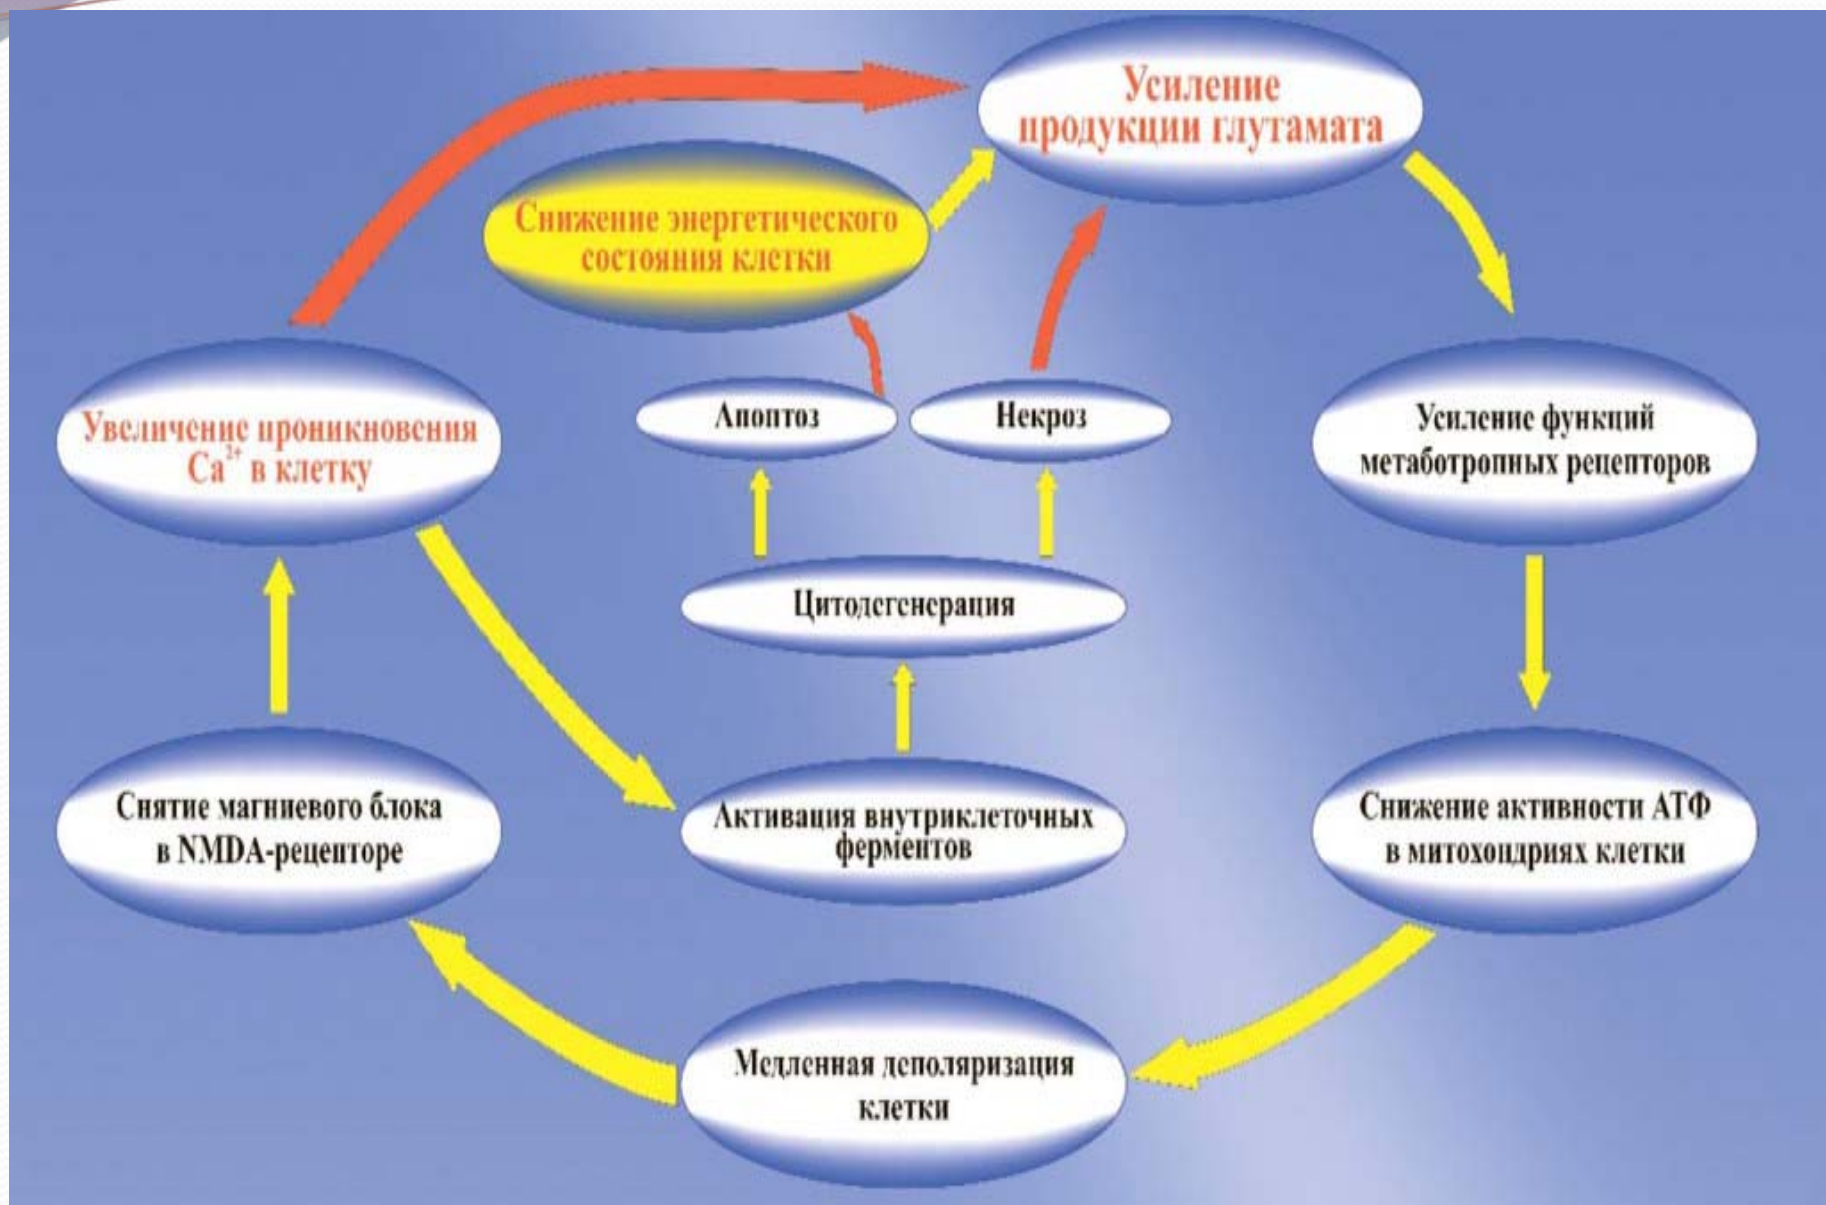 Усиление
продукции глутамата
Снижение энергетического
состояния клетки
Увеличение проникновения
Ca²⁺ в клетку
Апоптоз
Некроз
Усиление функций
метаботропных рецепторов
Цитодегенерация
Снятие магниевого блока
в NMDA-рецепторе
Активация внутриклеточных
ферментов
Снижение активности АТФ
в митохондриях клетки
Медленная деполяризация
клетки